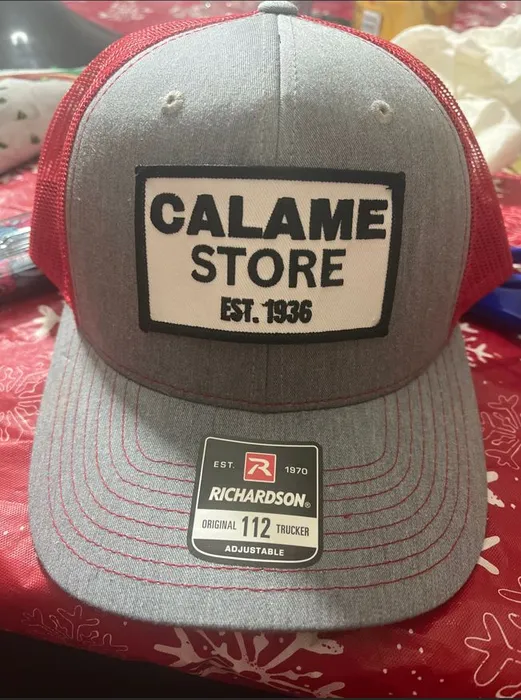 CALAME
STORE
EST. 1936
EST. R 1970
RICHARDSON®
ORIGINAL 112 TRUCKER
ADJUSTABLE